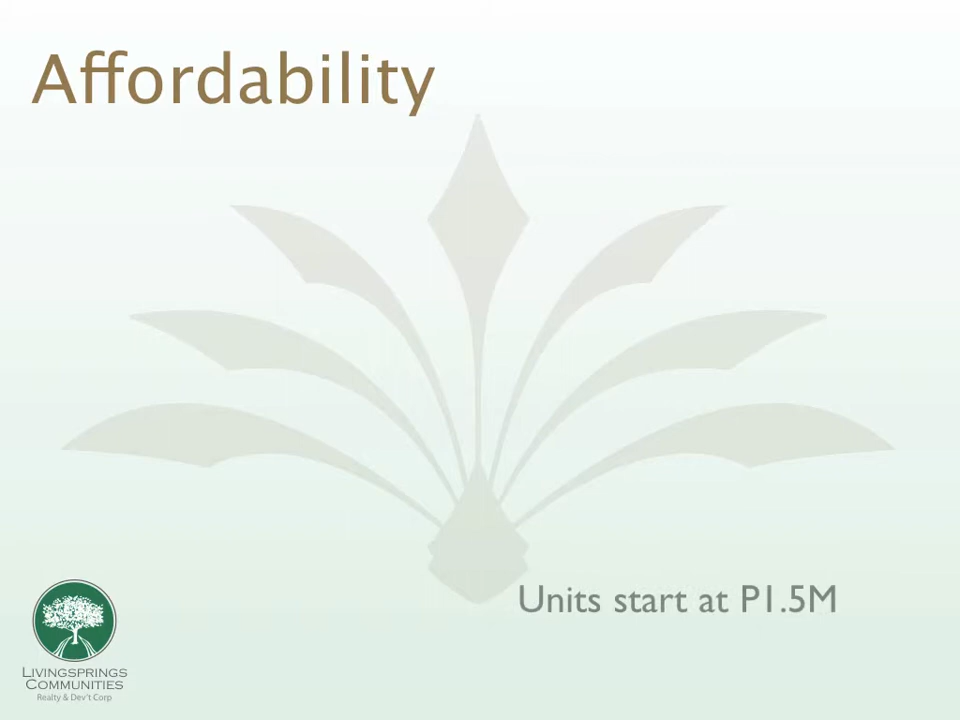 Affordability
Units start at P1.5M
LIVINGSPRINGS
COMMUNITIES
Realty & Dev't Corp